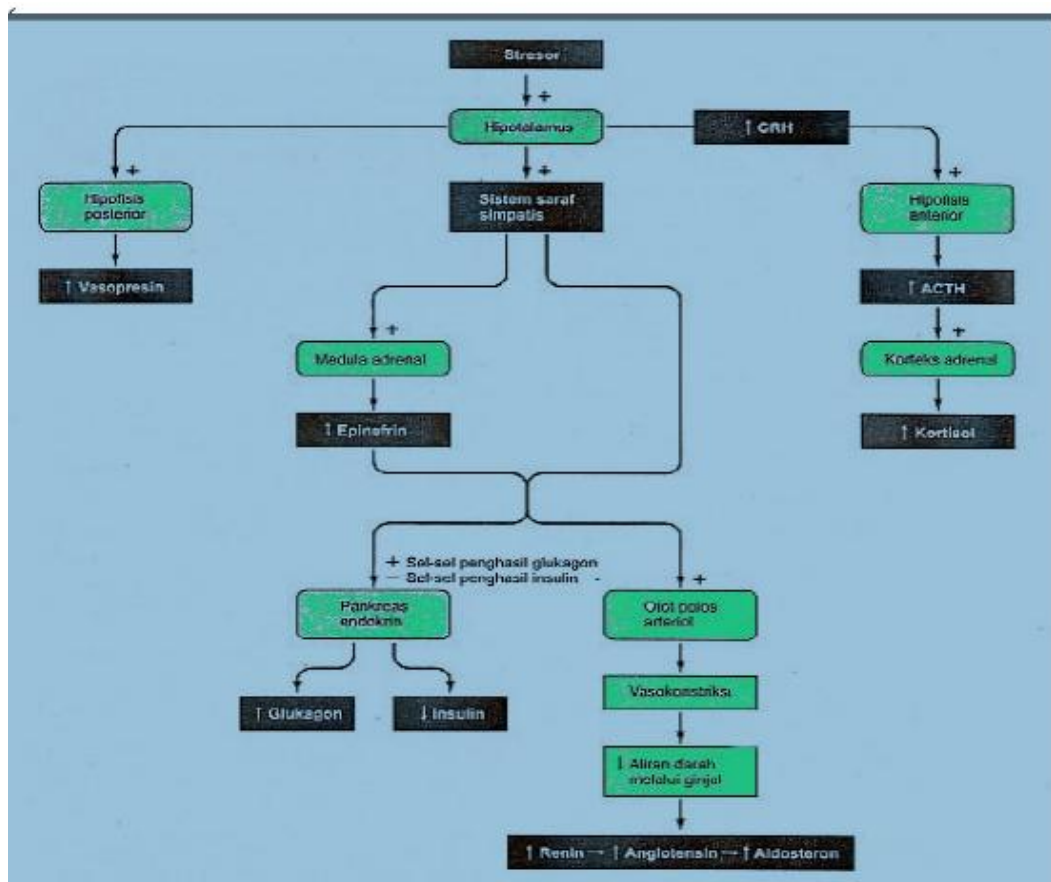 Stresor
+
Hipotalamus
↑ CRH
+
Hipofisis
posterior
+
Sistem saraf
simpatis
+
Hipofisis
anterior
↑ Vasopresin
↑ ACTH
+
Medula adrenal
+
Korteks adrenal
↑ Epinefrin
↑ Kortisol
+ Sel-sel penghasil glukagon
− Sel-sel penghasil insulin
Pankreas
endokrin
+
Otot polos
arteriol
↑ Glukagon
↓ Insulin
Vasokonstriksi
↓ Aliran darah
melalui ginjal
↑ Renin → ↑ Angiotensin → ↑ Aldosteron